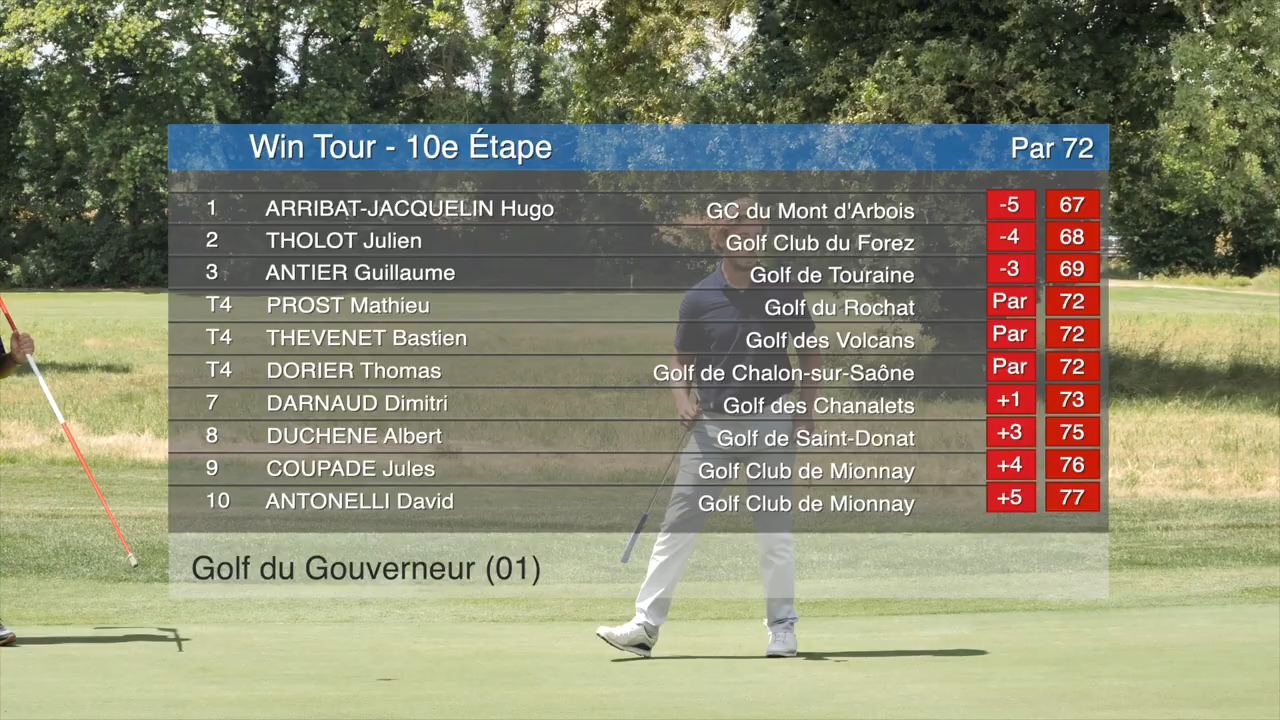 Win Tour - 10e Étape Par 72
1 ARRIBAT-JACQUELIN Hugo GC du Mont d'Arbois -5 67
2 THOLOT Julien Golf Club du Forez -4 68
3 ANTIER Guillaume Golf de Touraine -3 69
T4 PROST Mathieu Golf du Rochat Par 72
T4 THEVENET Bastien Golf des Volcans Par 72
T4 DORIER Thomas Golf de Chalon-sur-Saône Par 72
7 DARNAUD Dimitri Golf des Chanalets +1 73
8 DUCHENE Albert Golf de Saint-Donat +3 75
9 COUPADE Jules Golf Club de Mionnay +4 76
10 ANTONELLI David Golf Club de Mionnay +5 77
Golf du Gouverneur (01)